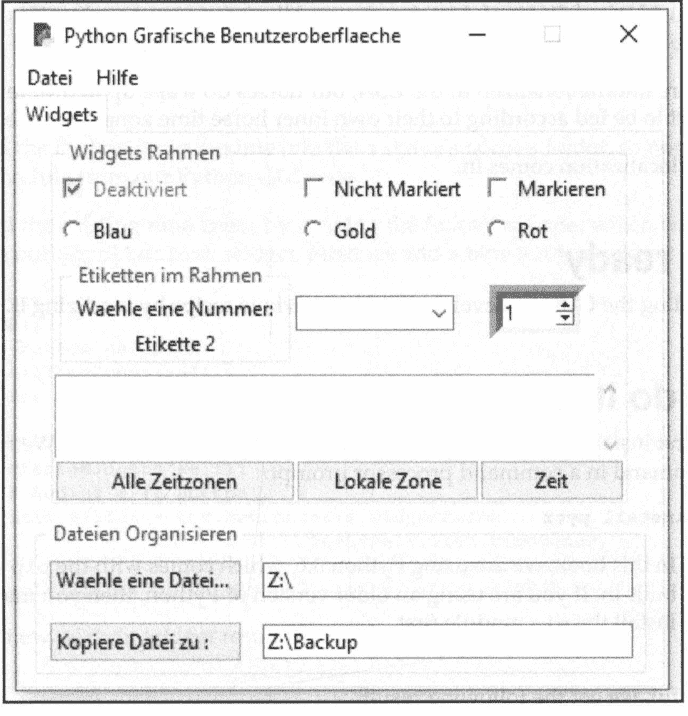 Python Grafische Benutzeroberflaeche
Datei Hilfe
Widgets
Widgets Rahmen
Deaktiviert Nicht Markiert Markieren
Blau Gold Rot
Etiketten im Rahmen
Waehle eine Nummer: 1
Etikette 2
Alle Zeitzonen Lokale Zone Zeit
Dateien Organisieren
Waehle eine Datei... Z:\
Kopiere Datei zu : Z:\Backup